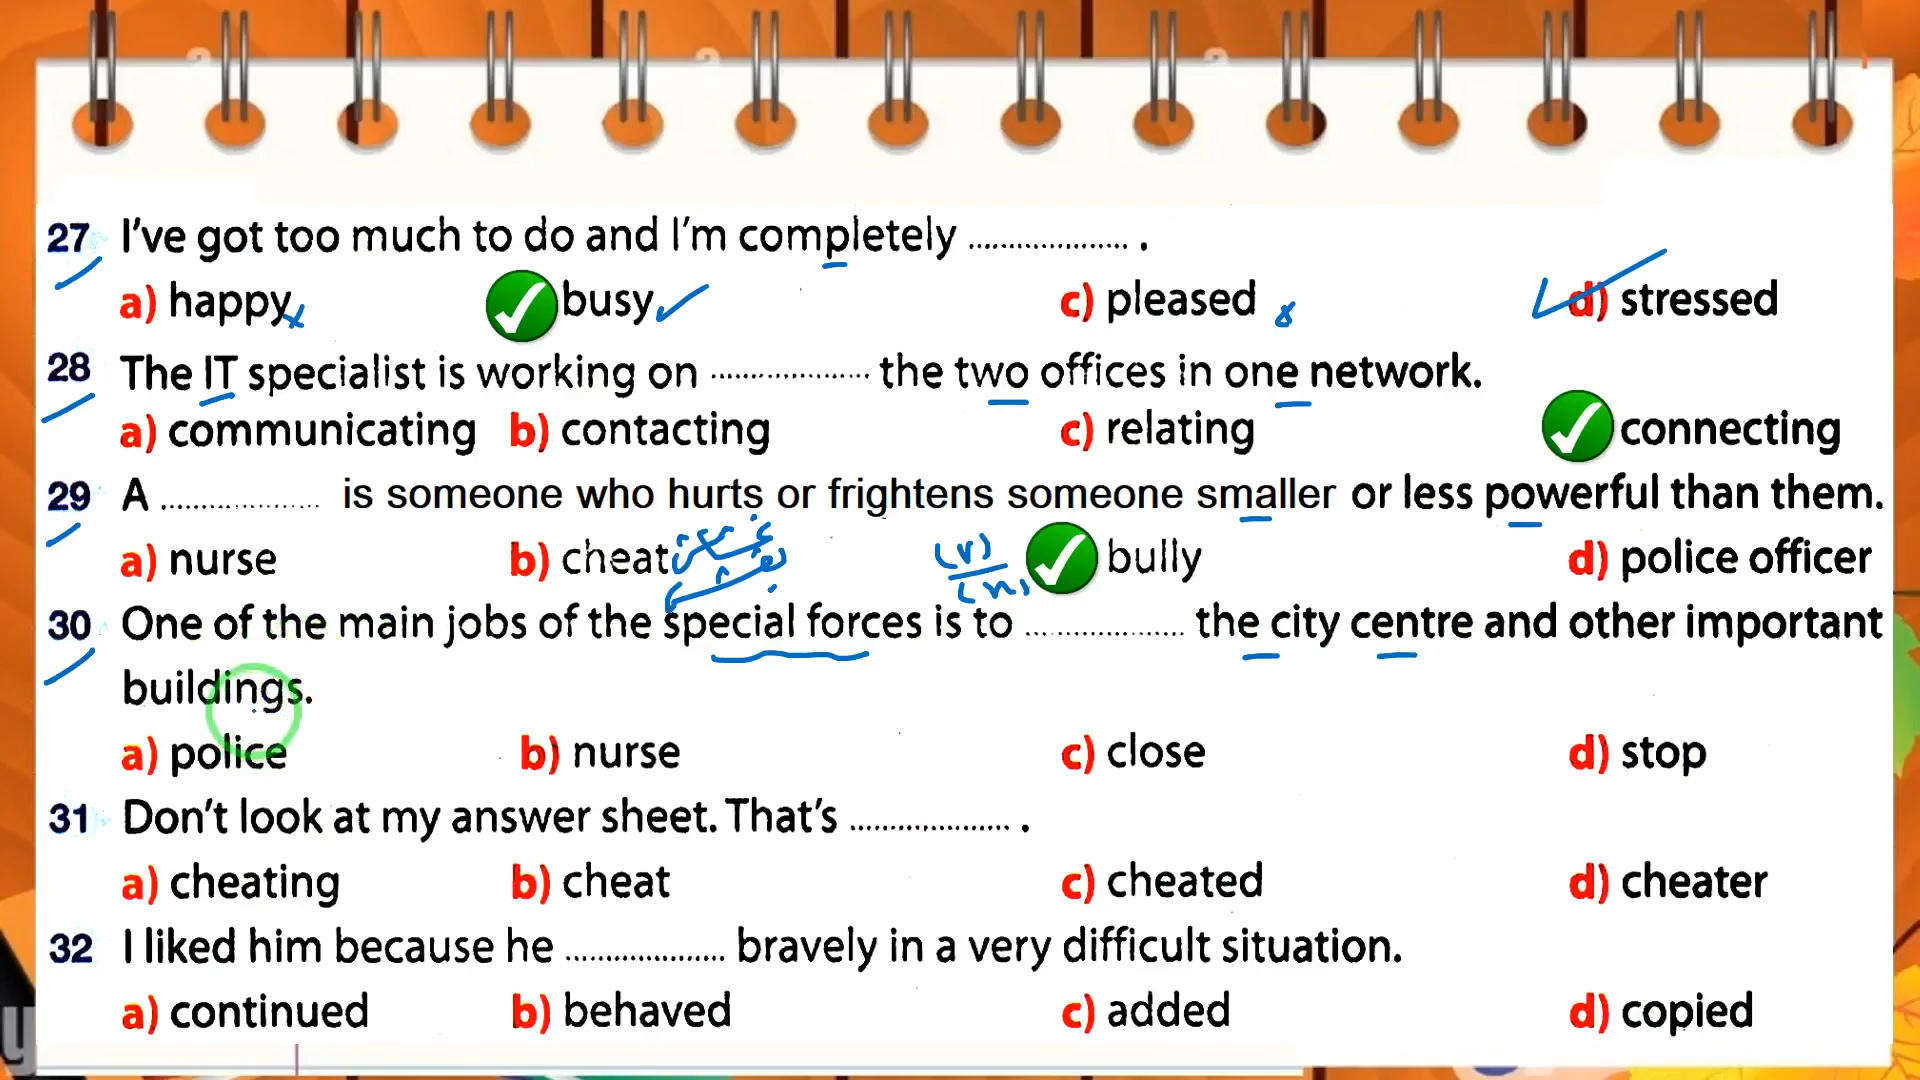 27 I've got too much to do and I'm completely .................... .
a) happy busy c) pleased d) stressed
28 The IT specialist is working on .................... the two offices in one network.
a) communicating b) contacting c) relating connecting
29 A .................... is someone who hurts or frightens someone smaller or less powerful than them.
a) nurse b) cheat (v) bully d) police officer
(n)
30 One of the main jobs of the special forces is to .................... the city centre and other important
buildings.
a) police b) nurse c) close d) stop
31 Don't look at my answer sheet. That's .................... .
a) cheating b) cheat c) cheated d) cheater
32 I liked him because he .................... bravely in a very difficult situation.
a) continued b) behaved c) added d) copied